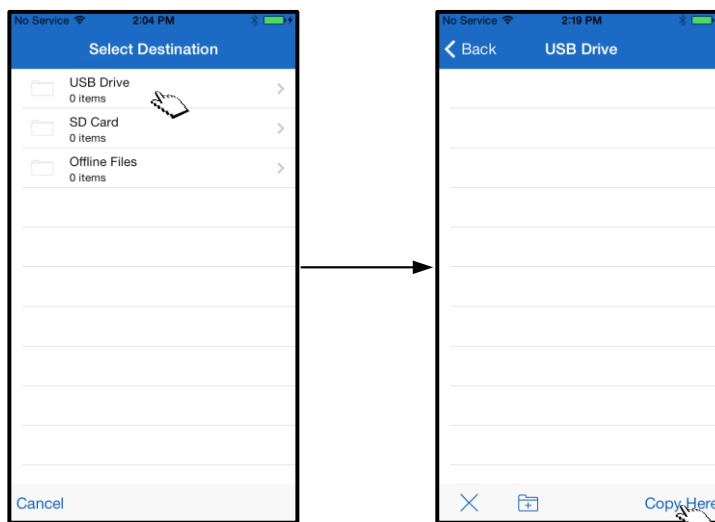 No Service 2:04 PM
Select Destination
USB Drive
0 items
SD Card
0 items
Offline Files
0 items
Cancel
No Service 2:19 PM
Back USB Drive
Copy Here